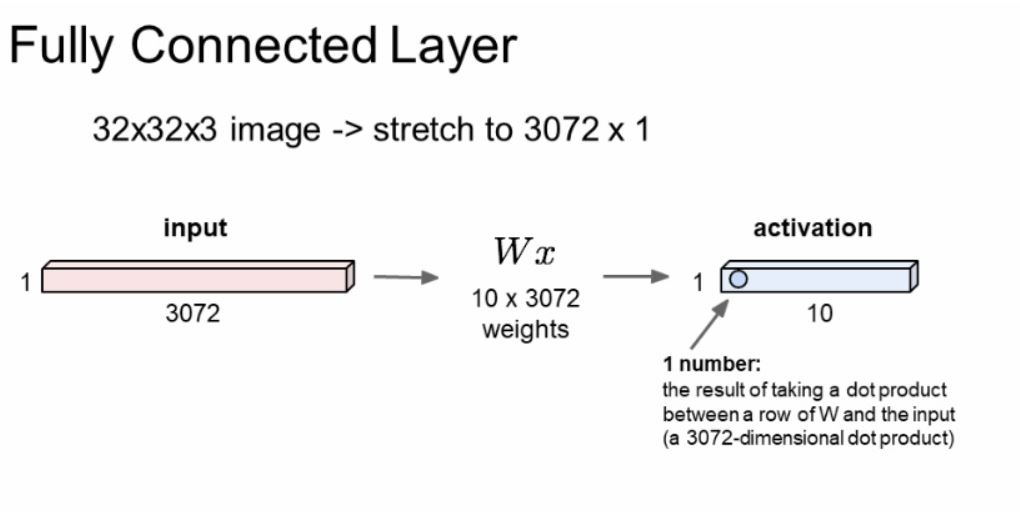 Fully Connected Layer
32x32x3 image -> stretch to 3072 x 1
input
1
3072
Wx
10 x 3072
weights
activation
1
10
1 number:
the result of taking a dot product
between a row of W and the input
(a 3072-dimensional dot product)